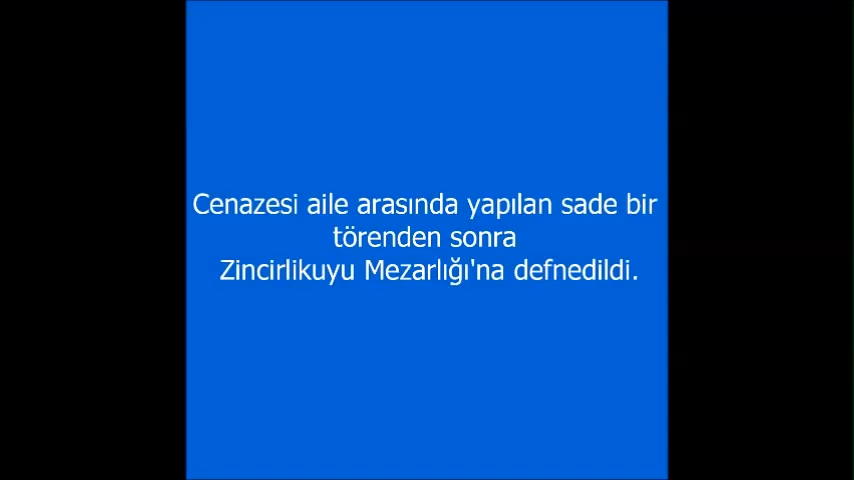 Cenazesi aile arasında yapılan sade bir
törenden sonra
Zincirlikuyu Mezarlığı'na defnedildi.